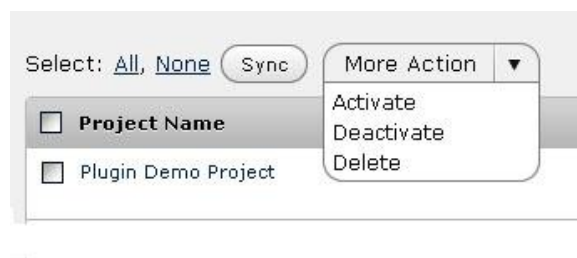 Select: All, None Sync More Action ▼
Activate
Deactivate
Delete
Project Name
Plugin Demo Project